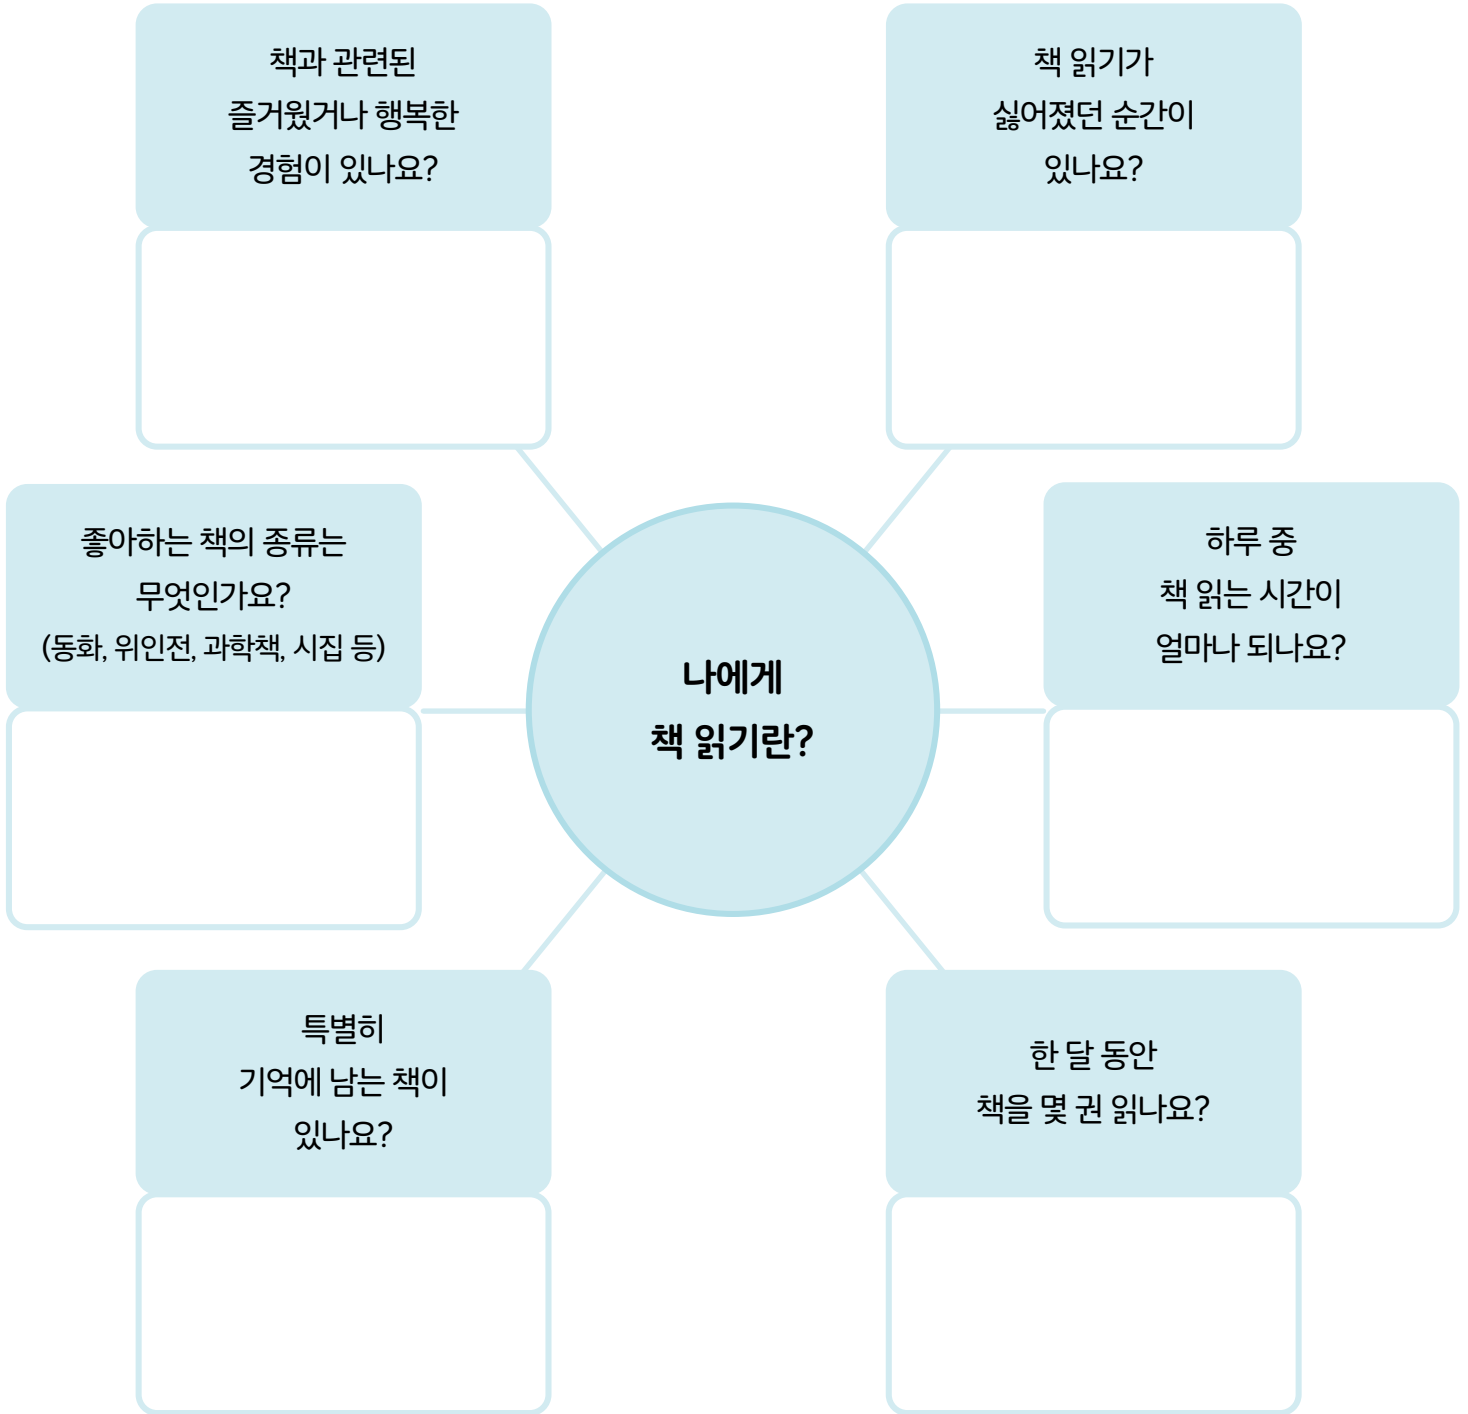 책과 관련된
즐거웠거나 행복한
경험이 있나요?
책 읽기가
싫어졌던 순간이
있나요?
좋아하는 책의 종류는
무엇인가요?
(동화, 위인전, 과학책, 시집 등)
나에게
책 읽기란?
하루 중
책 읽는 시간이
얼마나 되나요?
특별히
기억에 남는 책이
있나요?
한 달 동안
책을 몇 권 읽나요?